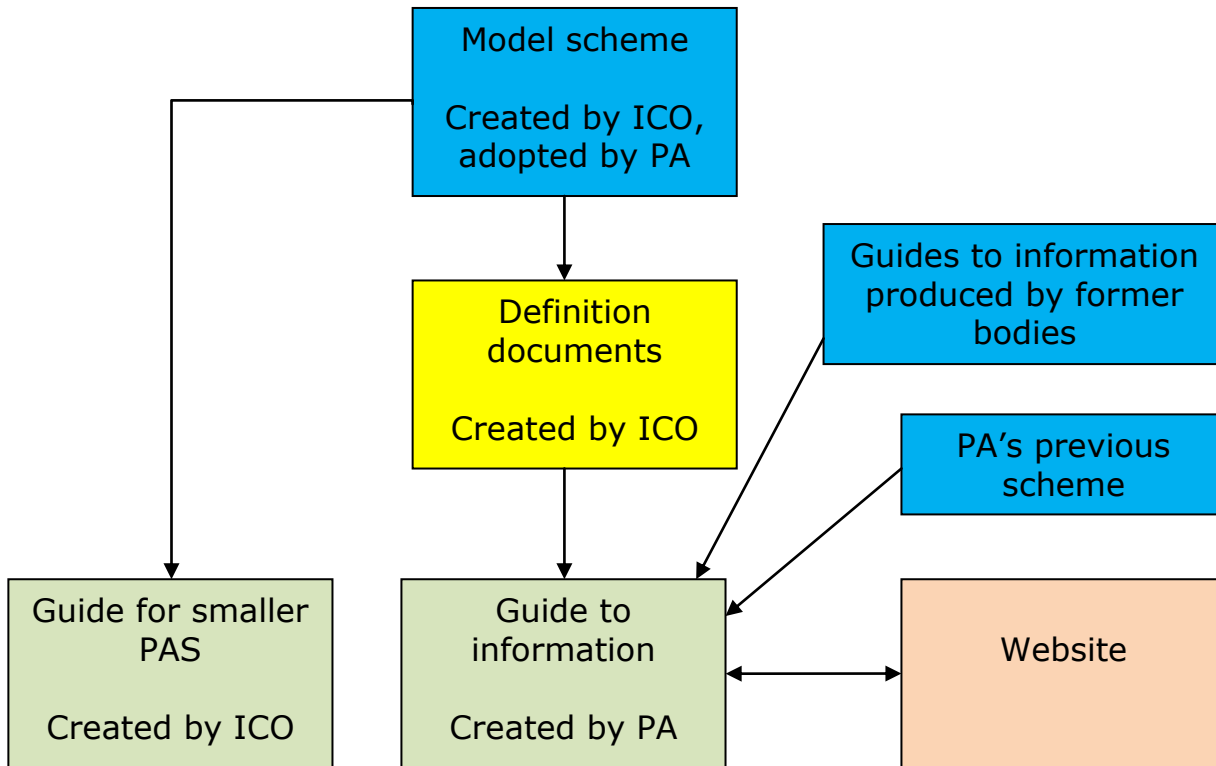 Model scheme
Created by ICO,
adopted by PA
Guides to information
produced by former
bodies
Definition
documents
Created by ICO
PA’s previous
scheme
Guide for smaller
PAS
Created by ICO
Guide to
information
Created by PA
Website